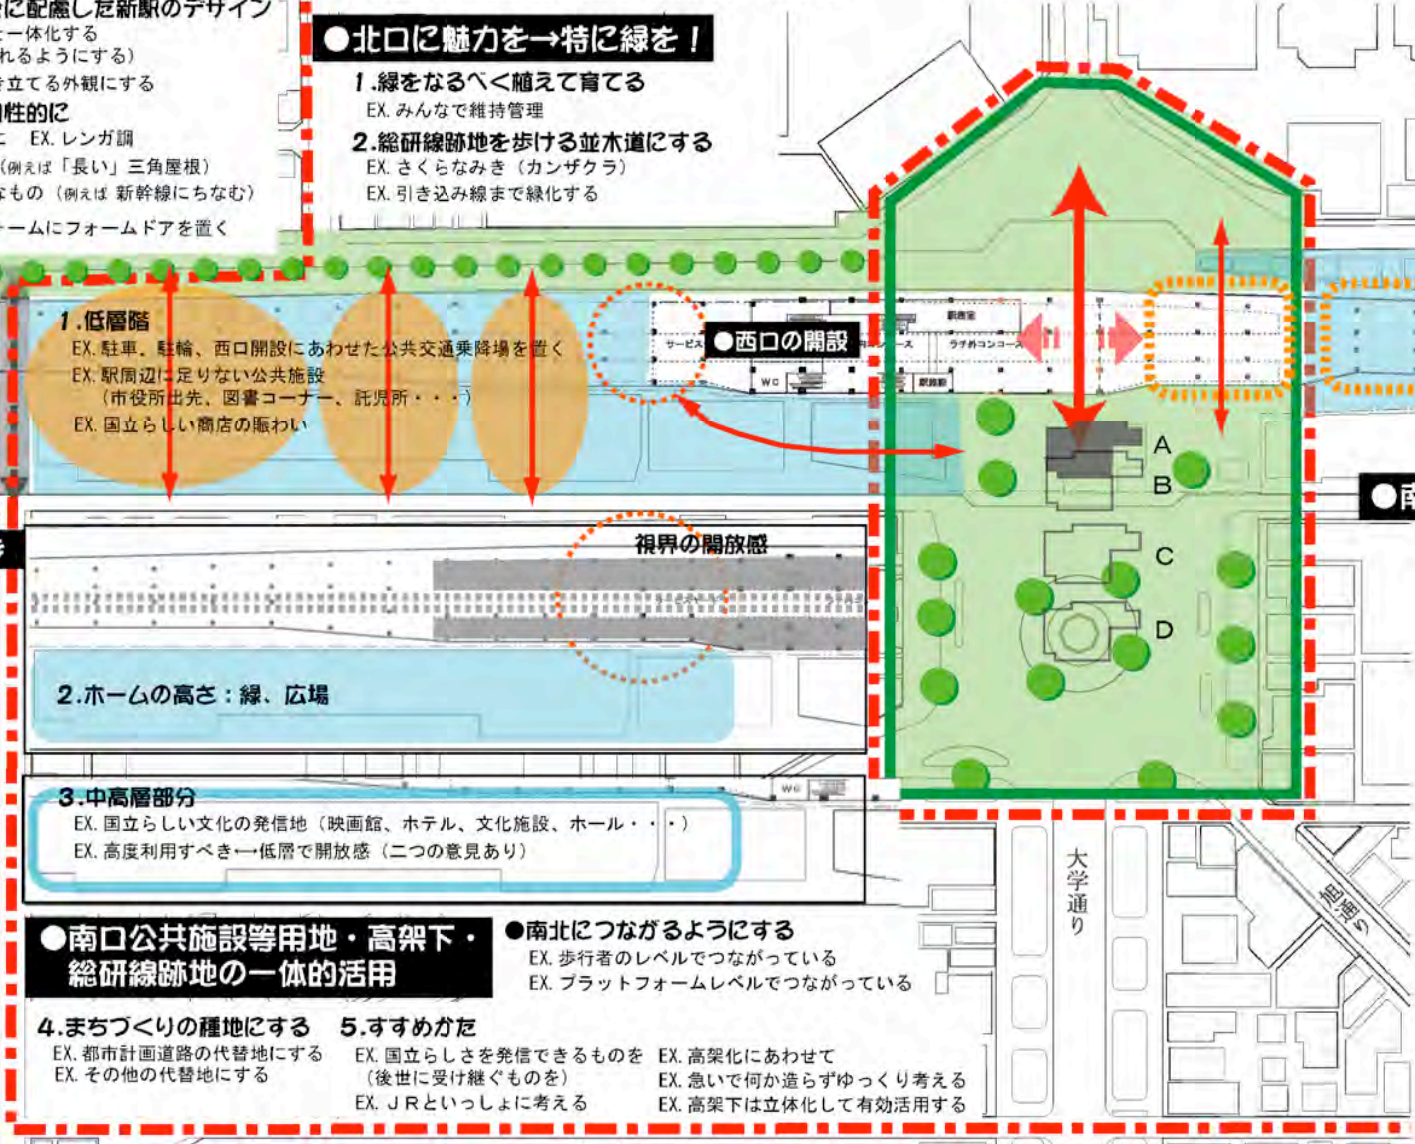 に配慮した新駅のデザイン
一体化する
れるようにする）
立てる外観にする
性的に
EX. レンガ調
（例えば「長い」三角屋根）
なもの（例えば 新幹線にちなむ）
ームにフォームドアを置く
●北口に魅力を→特に緑を！
1.緑をなるべく植えて育てる
EX. みんなで維持管理
2.総研線跡地を歩ける並木道にする
EX. さくらなみき（カンザクラ）
EX. 引き込み線まで緑化する
1.低層階
EX. 駐車、駐輪、西口開設にあわせた公共交通乗降場を置く
EX. 駅周辺に足りない公共施設
（市役所出先、図書コーナー、託児所・・・）
EX. 国立らしい商店の賑わい
サービス
●西口の開設
ラチ外コンコース
WC
A
B
C
D
●南
視界の開放感
2.ホームの高さ：緑、広場
3.中高層部分
EX. 国立らしい文化の発信地（映画館、ホテル、文化施設、ホール・・・）
EX. 高度利用すべき←→低層で開放感（二つの意見あり）
WC
大学通り
旭通り
●南口公共施設等用地・高架下・
総研線跡地の一体的活用
●南北につながるようにする
EX. 歩行者のレベルでつながっている
EX. プラットフォームレベルでつながっている
4.まちづくりの種地にする
EX. 都市計画道路の代替地にする
EX. その他の代替地にする
5.すすめかた
EX. 国立らしさを発信できるものを
（後世に受け継ぐものを）
EX. ＪＲといっしょに考える
EX. 高架化にあわせて
EX. 急いで何か造らずゆっくり考える
EX. 高架下は立体化して有効活用する